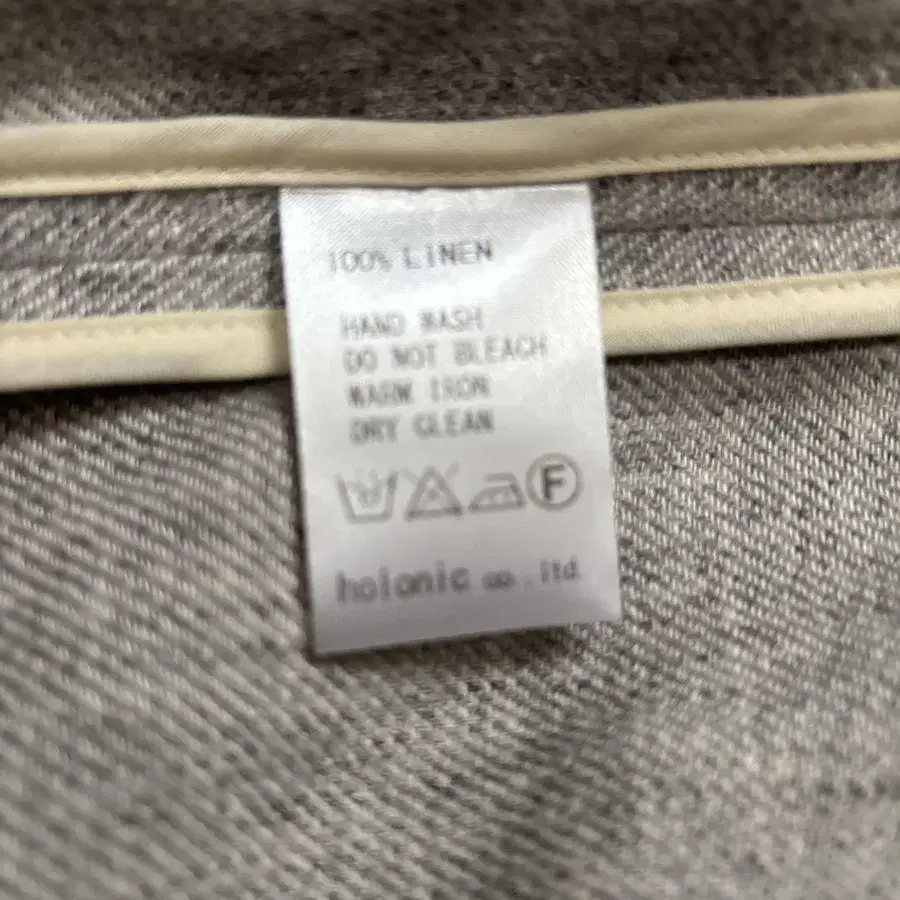 100% LINEN
HAND WASH
DO NOT BLEACH
WARM IRON
DRY CLEAN
F
holonic co.,ltd